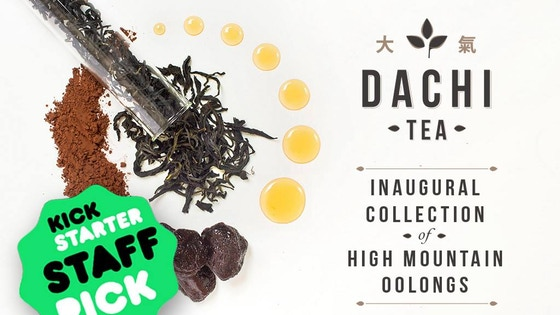 大 氣
DACHI
TEA
INAUGURAL
COLLECTION
of
HIGH MOUNTAIN
OOLONGS
KICK
STARTER
STAFF
PICK